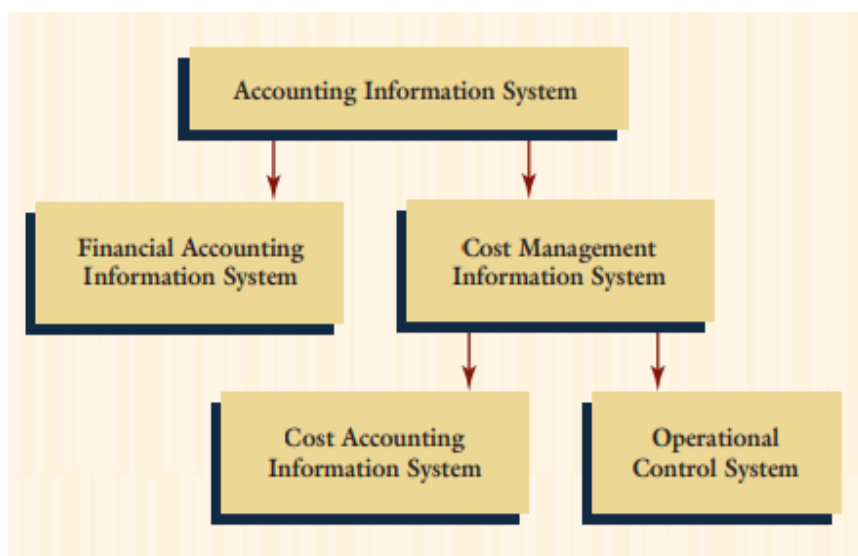 Accounting Information System
Financial Accounting
Information System
Cost Management
Information System
Cost Accounting
Information System
Operational
Control System